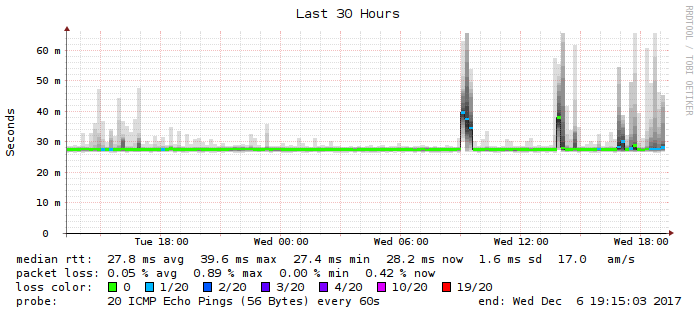 Last 30 Hours
RRDTOOL / TOBI OETIKER
Seconds
60 m
50 m
40 m
30 m
20 m
10 m
0
Tue 18:00 Wed 00:00 Wed 06:00 Wed 12:00 Wed 18:00
median rtt: 27.8 ms avg 39.6 ms max 27.4 ms min 28.2 ms now 1.6 ms sd 17.0 am/s
packet loss: 0.05 % avg 0.89 % max 0.00 % min 0.42 % now
loss color: 0 1/20 2/20 3/20 4/20 10/20 19/20
probe: 20 ICMP Echo Pings (56 Bytes) every 60s end: Wed Dec 6 19:15:03 2017